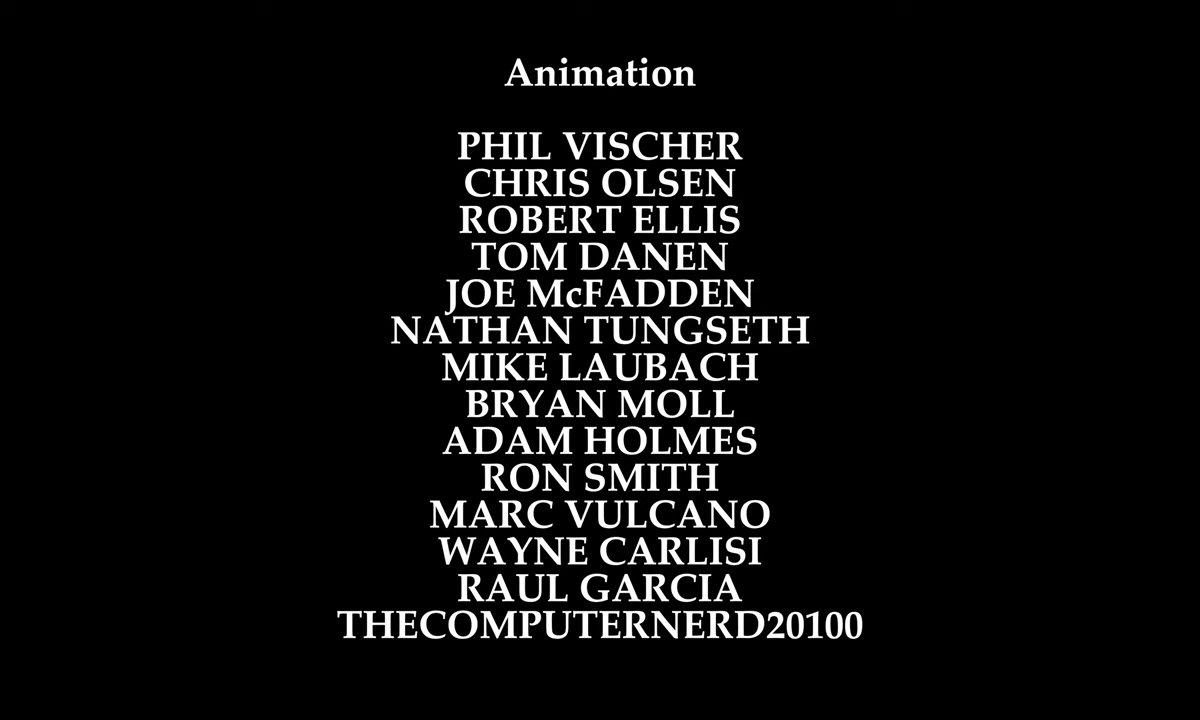 Animation
PHIL VISCHER
CHRIS OLSEN
ROBERT ELLIS
TOM DANEN
JOE McFADDEN
NATHAN TUNGSETH
MIKE LAUBACH
BRYAN MOLL
ADAM HOLMES
RON SMITH
MARC VULCANO
WAYNE CARLISI
RAUL GARCIA
THECOMPUTERNERD20100